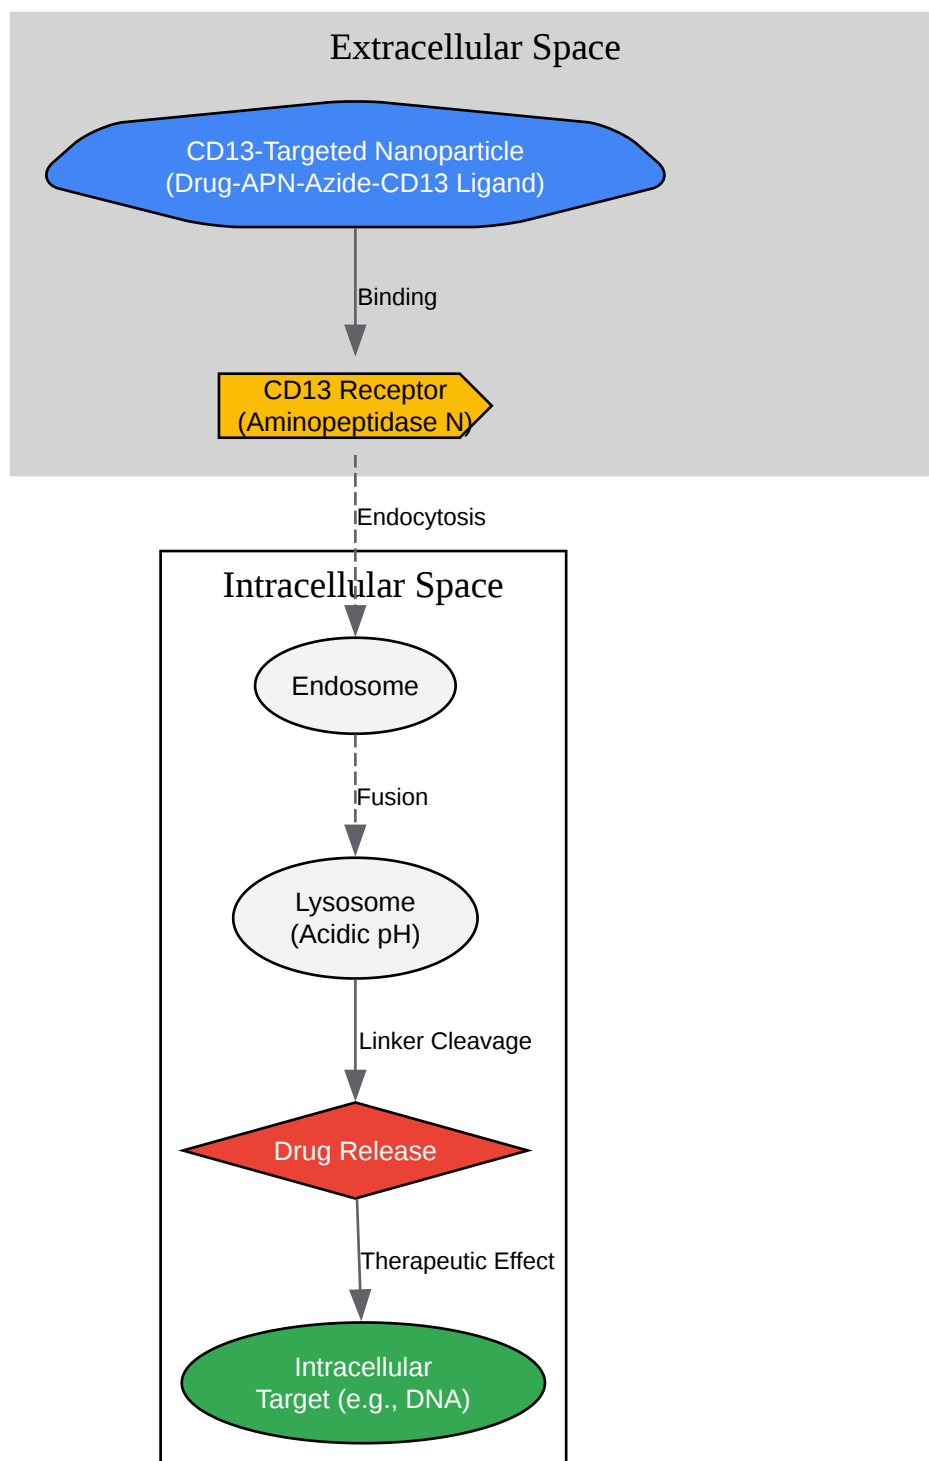 Extracellular Space
CD13-Targeted Nanoparticle
(Drug-APN-Azide-CD13 Ligand)
Binding
CD13 Receptor
(Aminopeptidase N)
Endocytosis
Intracellular Space
Endosome
Fusion
Lysosome
(Acidic pH)
Linker Cleavage
Drug Release
Therapeutic Effect
Intracellular
Target (e.g., DNA)